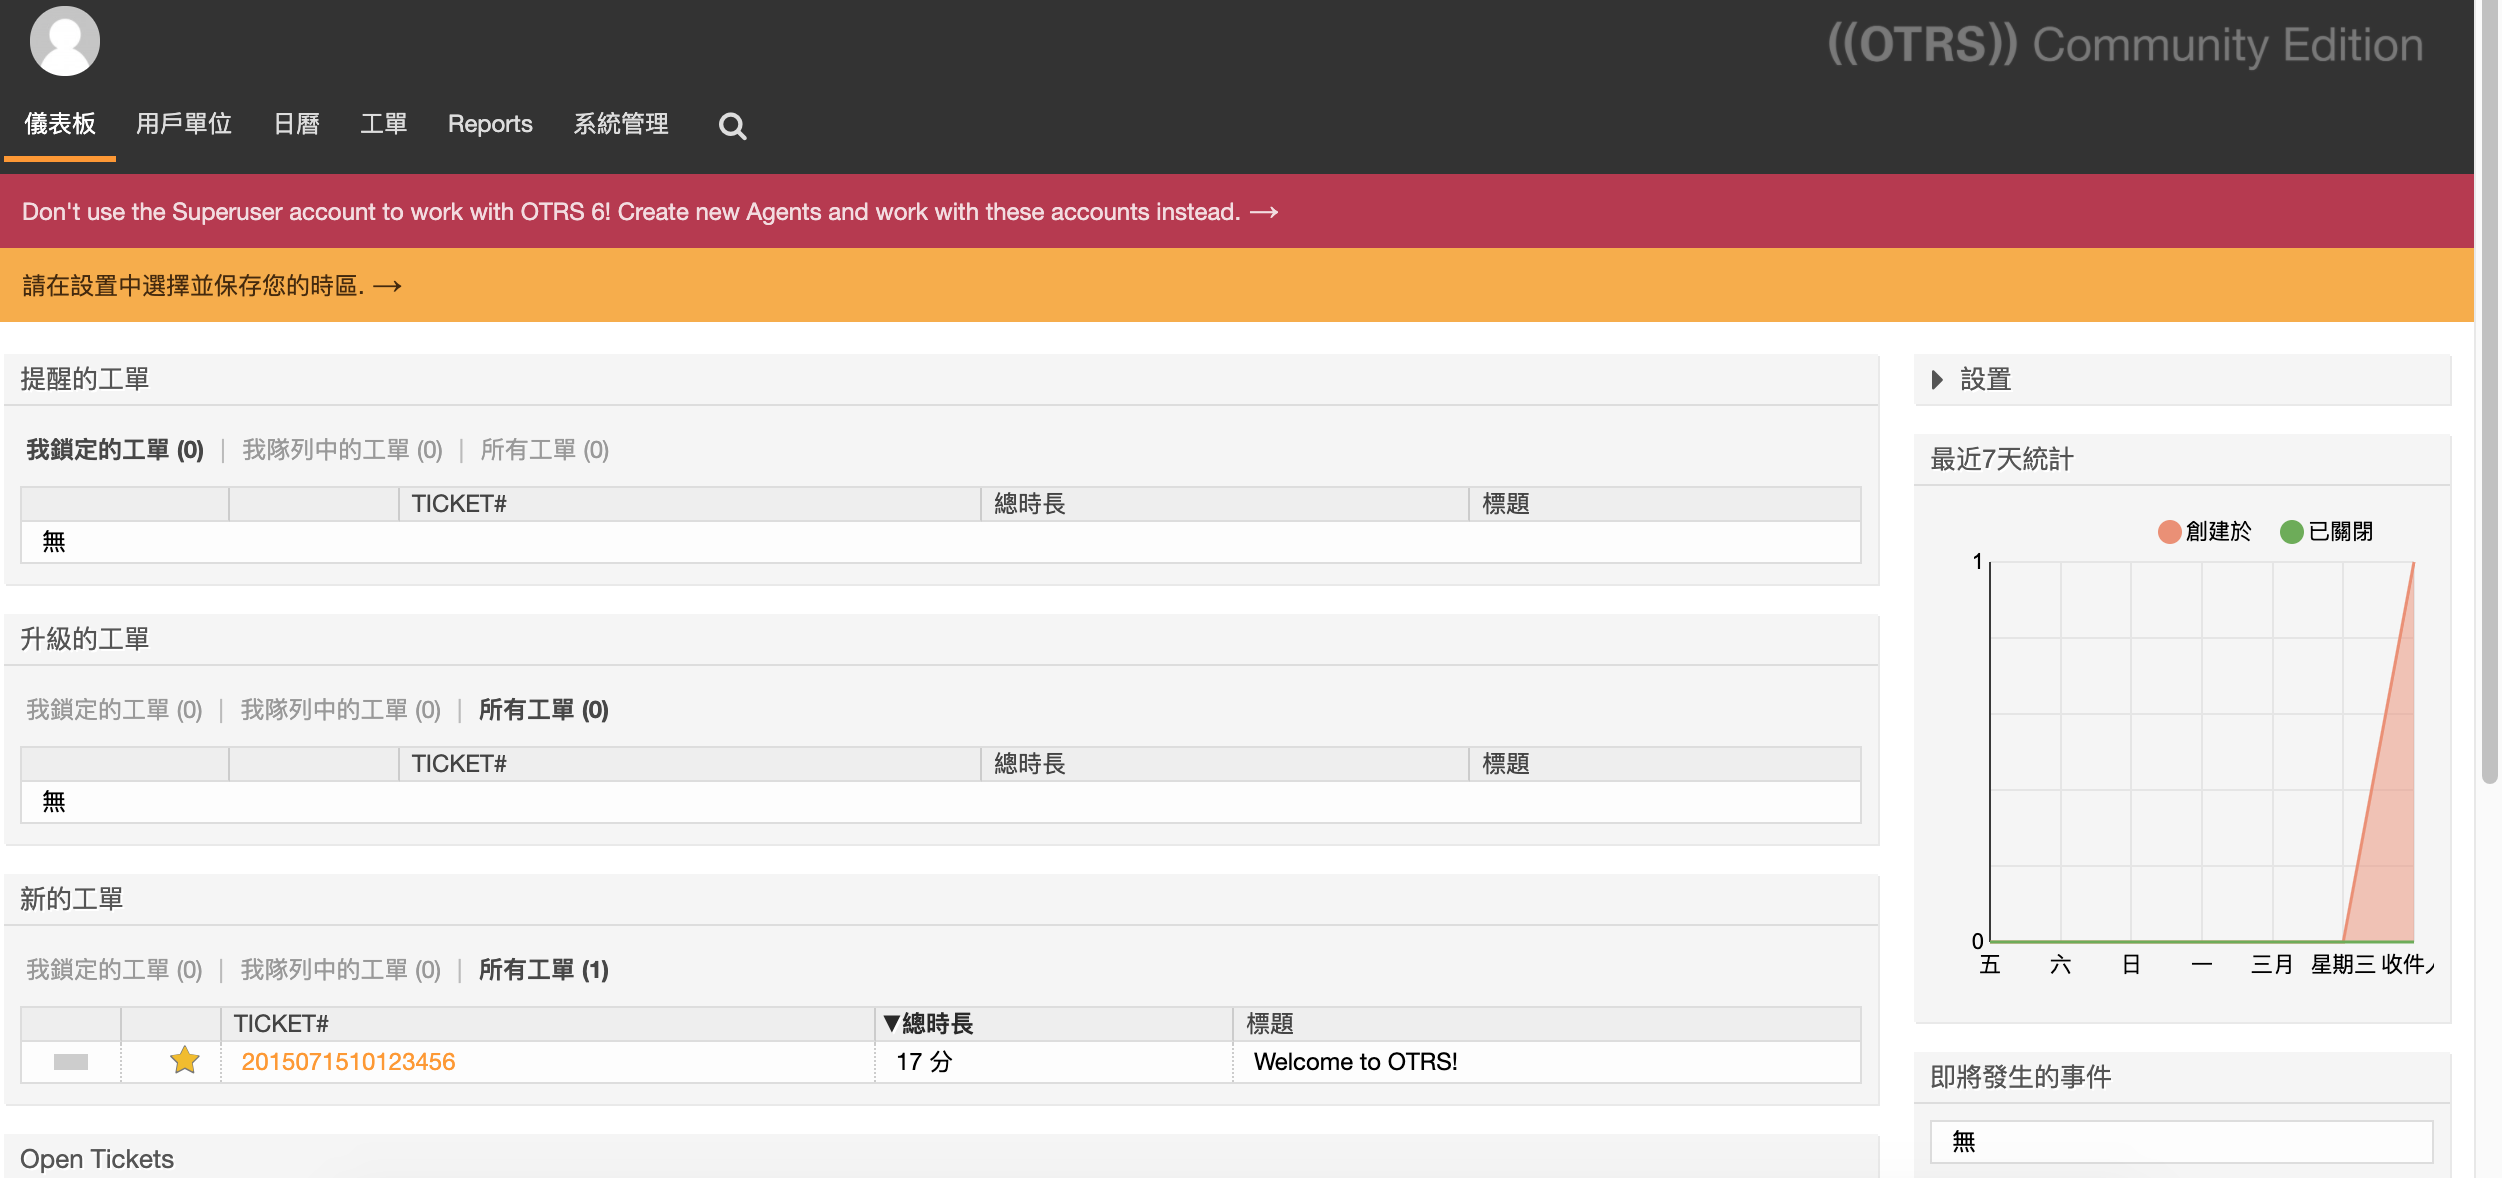 ((OTRS)) Community Edition
儀表板 用戶單位 日曆 工單 Reports 系統管理
Don't use the Superuser account to work with OTRS 6! Create new Agents and work with these accounts instead. →
請在設置中選擇並保存您的時區. →
提醒的工單
我鎖定的工單 (0) | 我隊列中的工單 (0) | 所有工單 (0)
TICKET# 總時長 標題
無
升級的工單
我鎖定的工單 (0) | 我隊列中的工單 (0) | 所有工單 (0)
TICKET# 總時長 標題
無
新的工單
我鎖定的工單 (0) | 我隊列中的工單 (0) | 所有工單 (1)
TICKET# ▼總時長 標題
2015071510123456 17 分 Welcome to OTRS!
Open Tickets
設置
最近7天統計
創建於 已關閉
1
0
五 六 日 一 三月 星期三 收件人
即將發生的事件
無